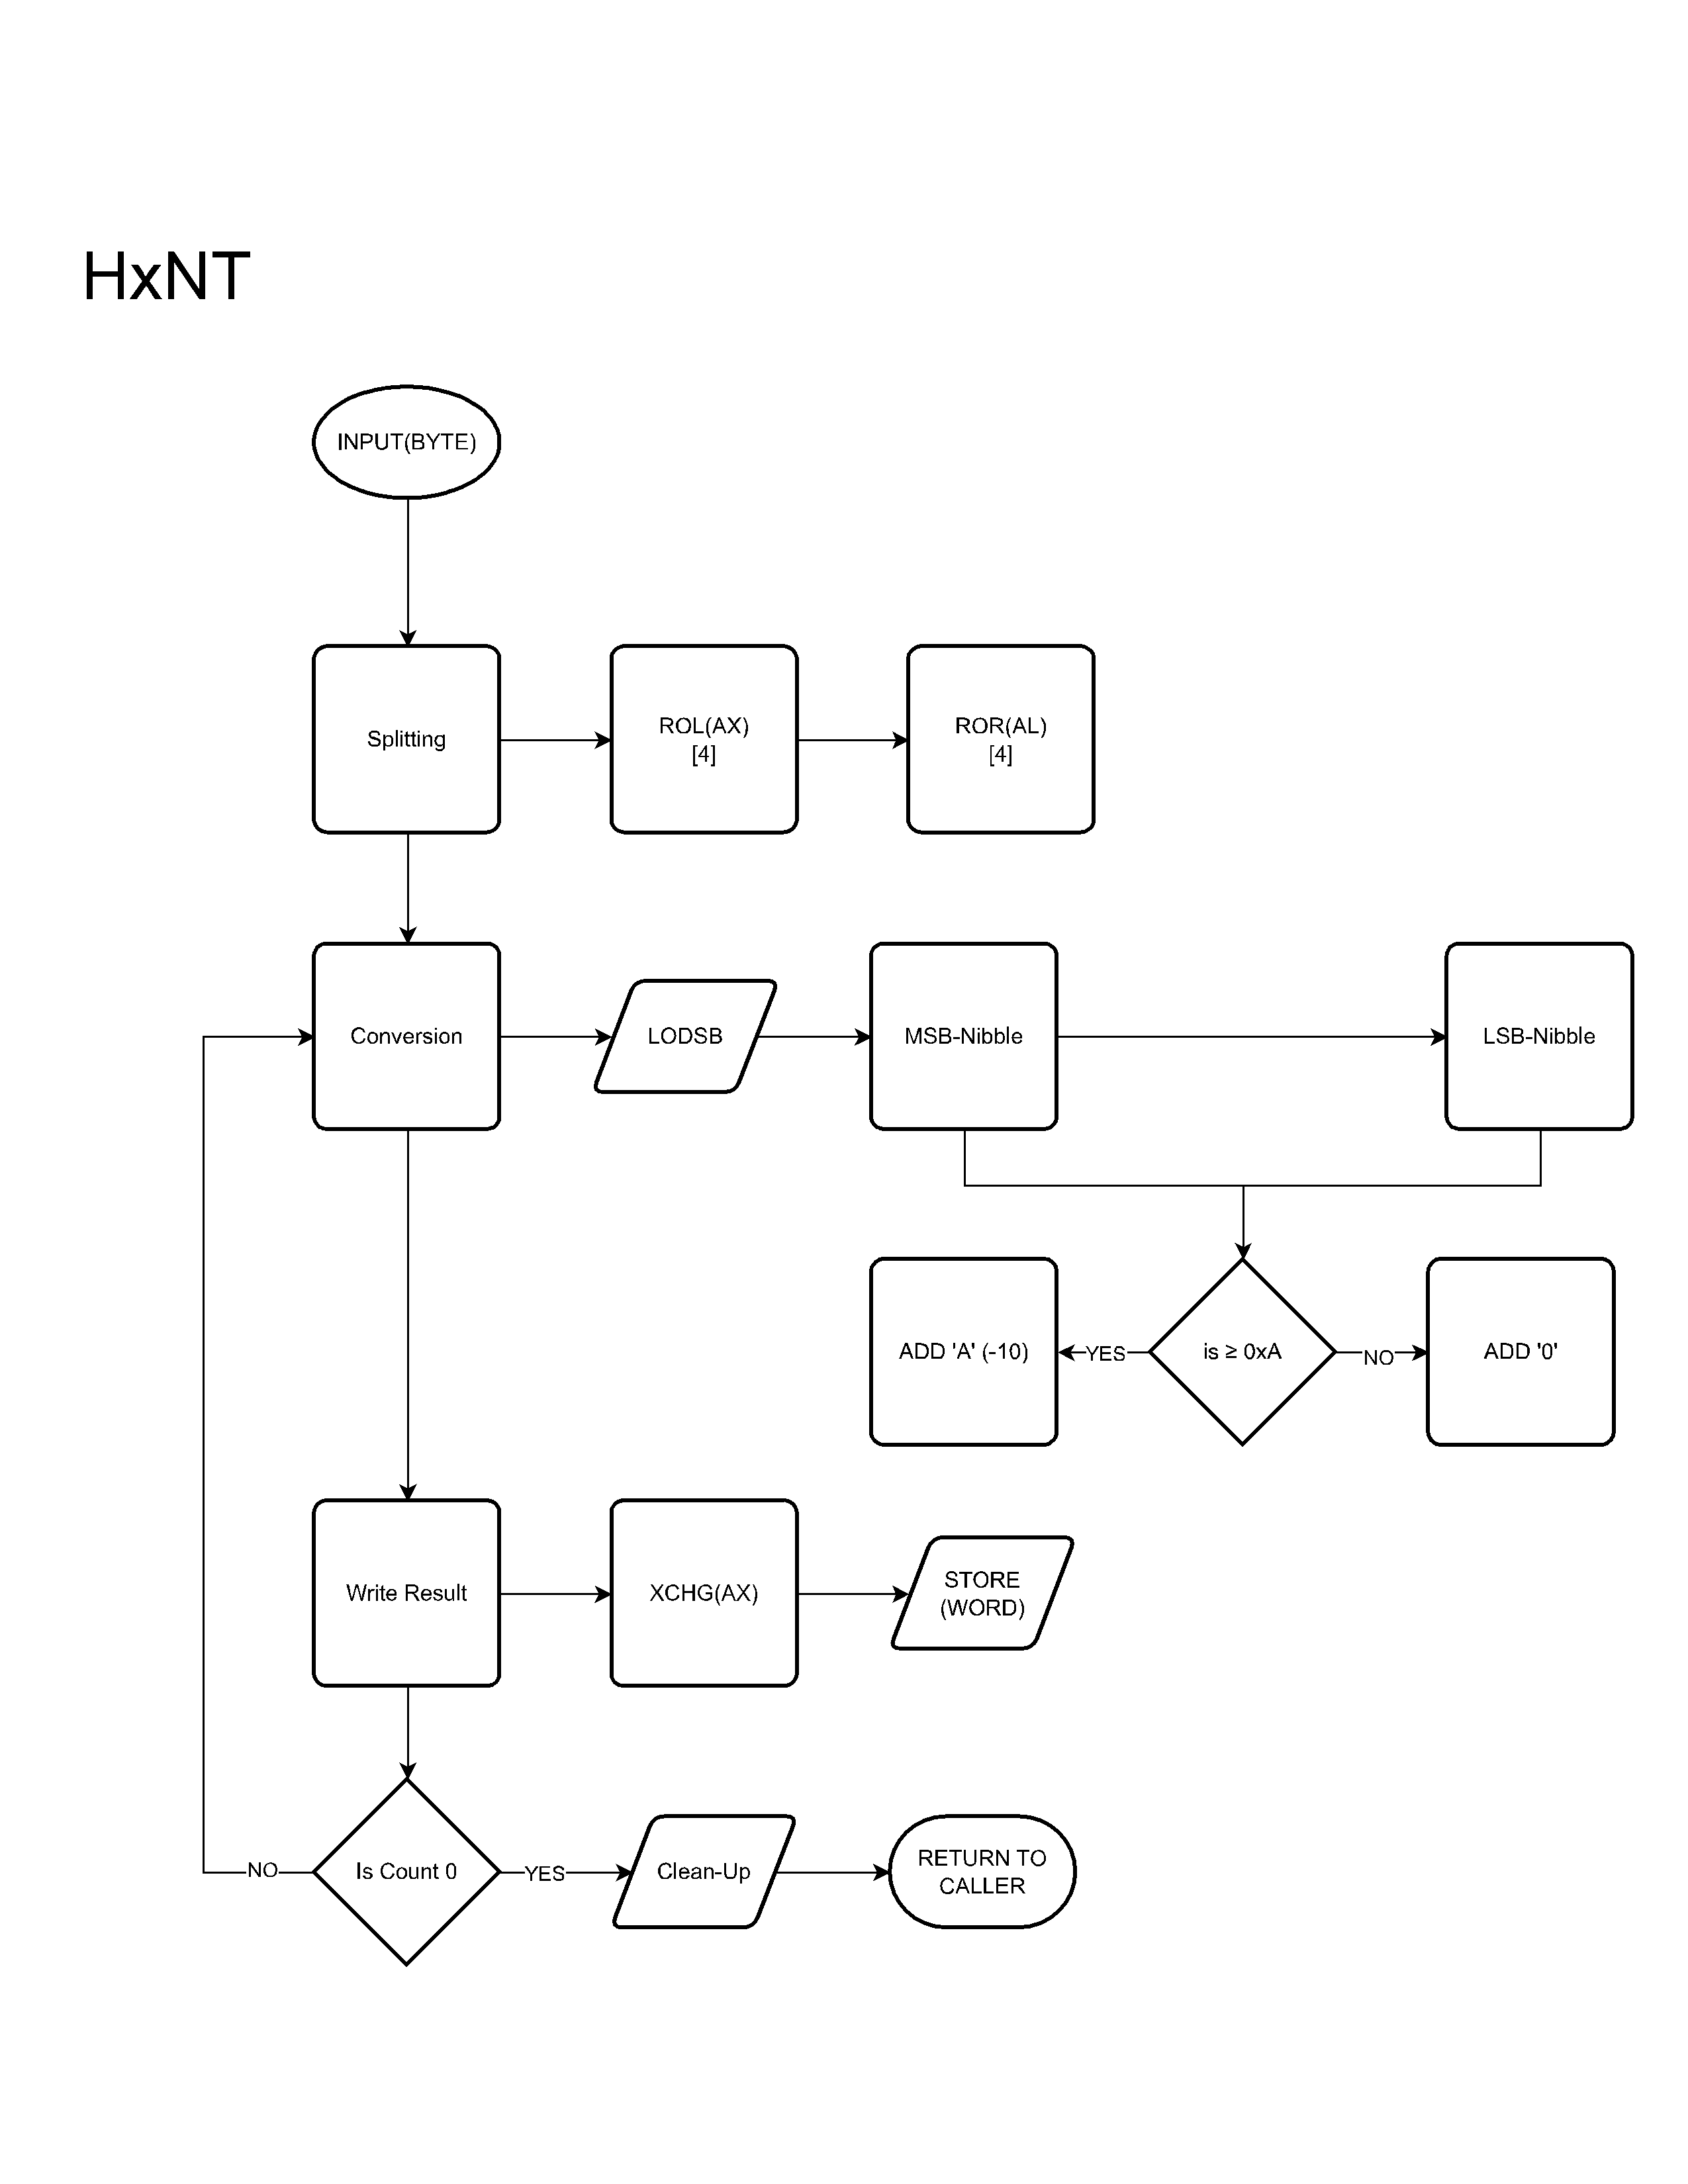 HxNT
INPUT(BYTE)
Splitting
ROL(AX)
[4]
ROR(AL)
[4]
Conversion
LODSB
MSB-Nibble
LSB-Nibble
ADD 'A' (-10)
YES
is ≥ 0xA
NO
ADD '0'
Write Result
XCHG(AX)
STORE
(WORD)
NO
Is Count 0
YES
Clean-Up
RETURN TO
CALLER